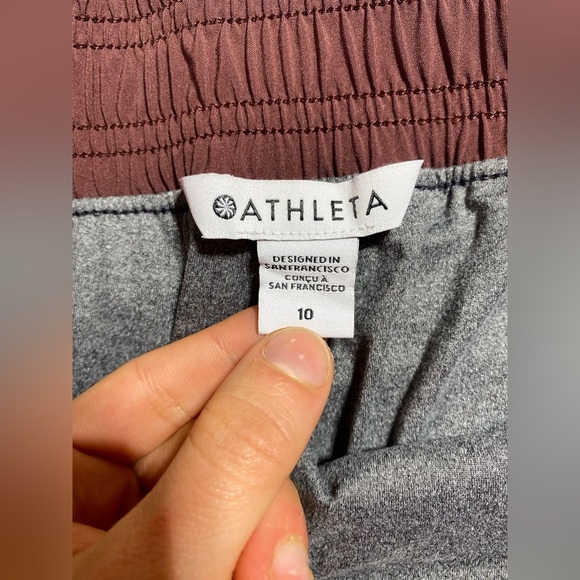 ATHLETA
DESIGNED IN
SAN FRANCISCO
CONÇU À
SAN FRANCISCO
10